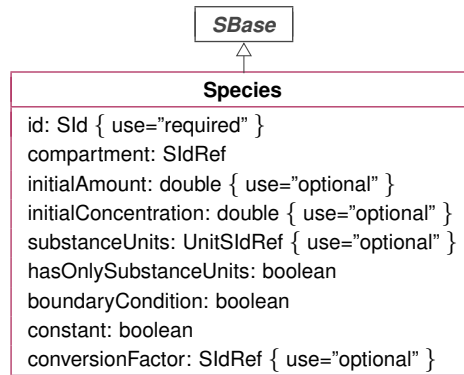 SBase
Species
id: SId { use="required" }
compartment: SIdRef
initialAmount: double { use="optional" }
initialConcentration: double { use="optional" }
substanceUnits: UnitSIdRef { use="optional" }
hasOnlySubstanceUnits: boolean
boundaryCondition: boolean
constant: boolean
conversionFactor: SIdRef { use="optional" }